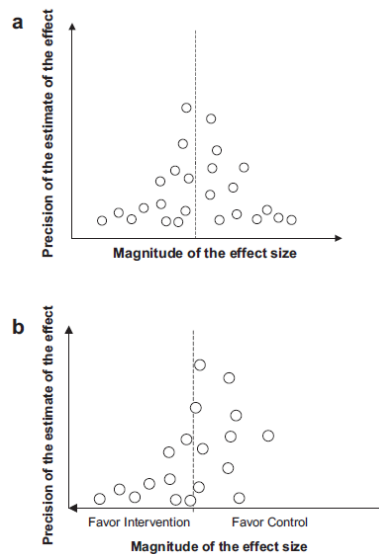 a
Precision of the estimate of the effect
Magnitude of the effect size
b
Precision of the estimate of the effect
Favor Intervention
Favor Control
Magnitude of the effect size